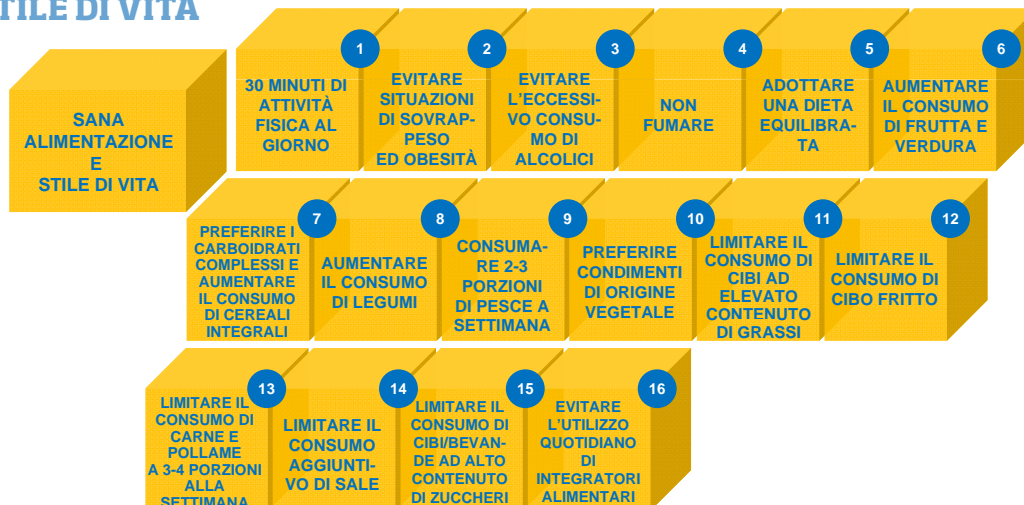 STILE DI VITA
SANA
ALIMENTAZIONE
E
STILE DI VITA
1
30 MINUTI DI
ATTIVITÀ
FISICA AL
GIORNO
2
EVITARE
SITUAZIONI
DI SOVRAP-
PESO
ED OBESITÀ
3
EVITARE
L'ECCESSI-
VO CONSU-
MO DI
ALCOLICI
4
NON
FUMARE
5
ADOTTARE
UNA DIETA
EQUILIBRA-
TA
6
AUMENTARE
IL CONSUMO
DI FRUTTA E
VERDURA
7
PREFERIRE I
CARBOIDRATI
COMPLESSI E
AUMENTARE
IL CONSUMO
DI CEREALI
INTEGRALI
8
AUMENTARE
IL CONSUMO
DI LEGUMI
9
CONSUMA-
RE 2-3
PORZIONI
DI PESCE A
SETTIMANA
10
PREFERIRE
CONDIMENTI
DI ORIGINE
VEGETALE
11
LIMITARE IL
CONSUMO DI
CIBI AD
ELEVATO
CONTENUTO
DI GRASSI
12
LIMITARE IL
CONSUMO DI
CIBO FRITTO
13
LIMITARE IL
CONSUMO DI
CARNE E
POLLAME
A 3-4 PORZIONI
ALLA
SETTIMANA
14
LIMITARE IL
CONSUMO
AGGIUNTI-
VO DI SALE
15
LIMITARE IL
CONSUMO DI
CIBI/BEVAN-
DE AD ALTO
CONTENUTO
DI ZUCCHERI
16
EVITARE
L'UTILIZZO
QUOTIDIANO
DI
INTEGRATORI
ALIMENTARI